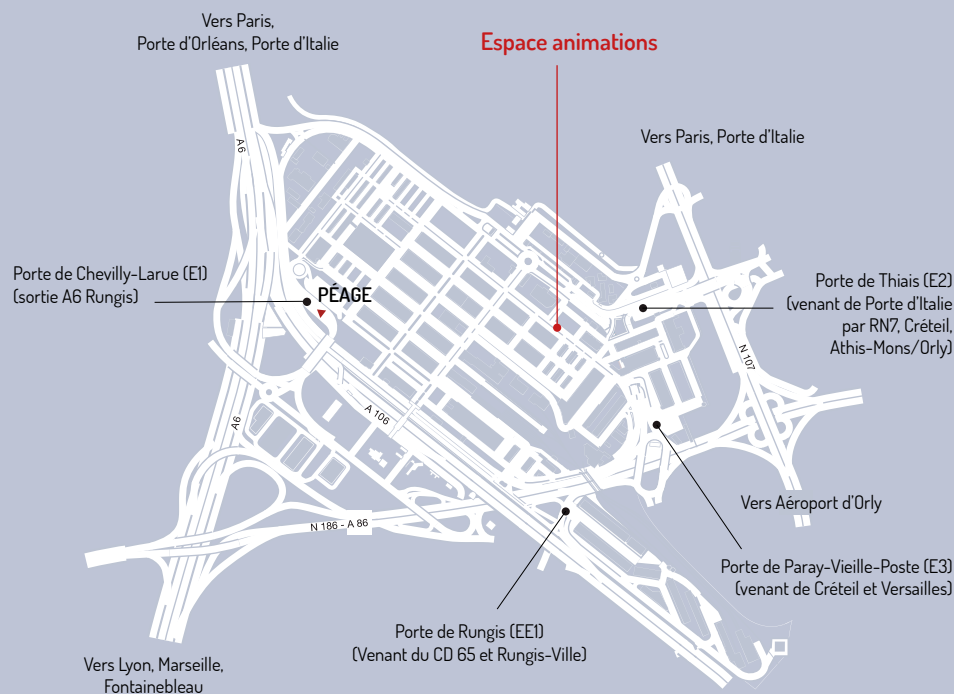 Vers Paris,
Porte d'Orléans, Porte d'Italie
Espace animations
Vers Paris, Porte d'Italie
A6
Porte de Chevilly-Larue (E1)
(sortie A6 Rungis)
PÉAGE
Porte de Thiais (E2)
(venant de Porte d'Italie
par RN7, Créteil,
Athis-Mons/Orly)
N 107
A 106
A6
Vers Aéroport d'Orly
N 186 - A 86
Porte de Paray-Vieille-Poste (E3)
(venant de Créteil et Versailles)
Porte de Rungis (EE1)
(Venant du CD 65 et Rungis-Ville)
Vers Lyon, Marseille,
Fontainebleau